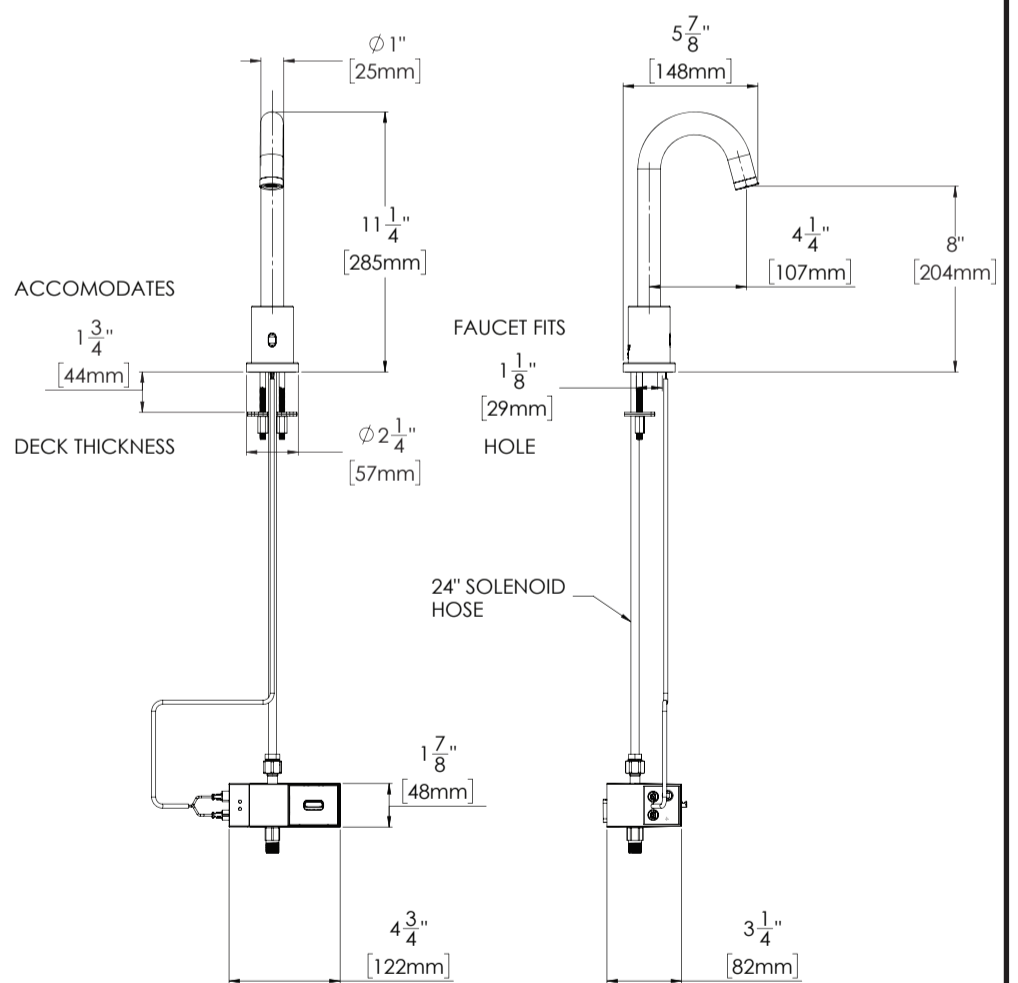 ∅ 1"
[25mm]
5 7/8"
[148mm]
11 1/4"
[285mm]
4 1/4"
[107mm]
8"
[204mm]
ACCOMODATES
1 3/4"
[44mm]
DECK THICKNESS
FAUCET FITS
1 1/8"
[29mm]
HOLE
∅ 2 1/4"
[57mm]
24" SOLENOID
HOSE
1 7/8"
[48mm]
4 3/4"
[122mm]
3 1/4"
[82mm]